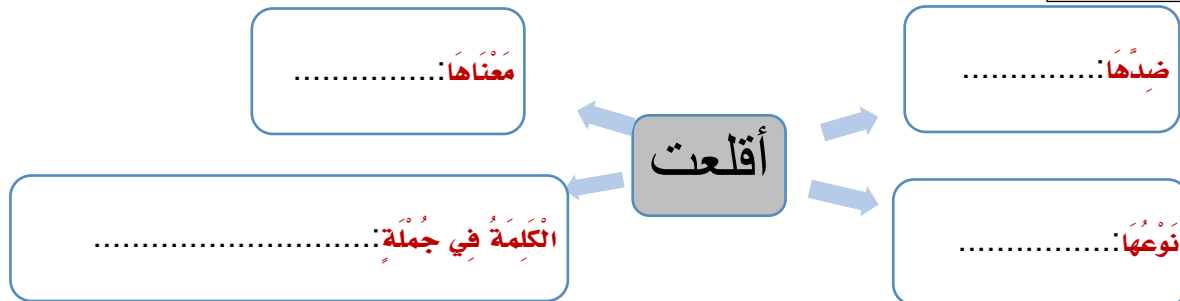 ضِدَّهَا:..............
مَعْنَاهَا:...............
أقلعت
نَوْعُهَا:................
الْكَلِمَةُ فِي جُمْلَةٍ:.............................